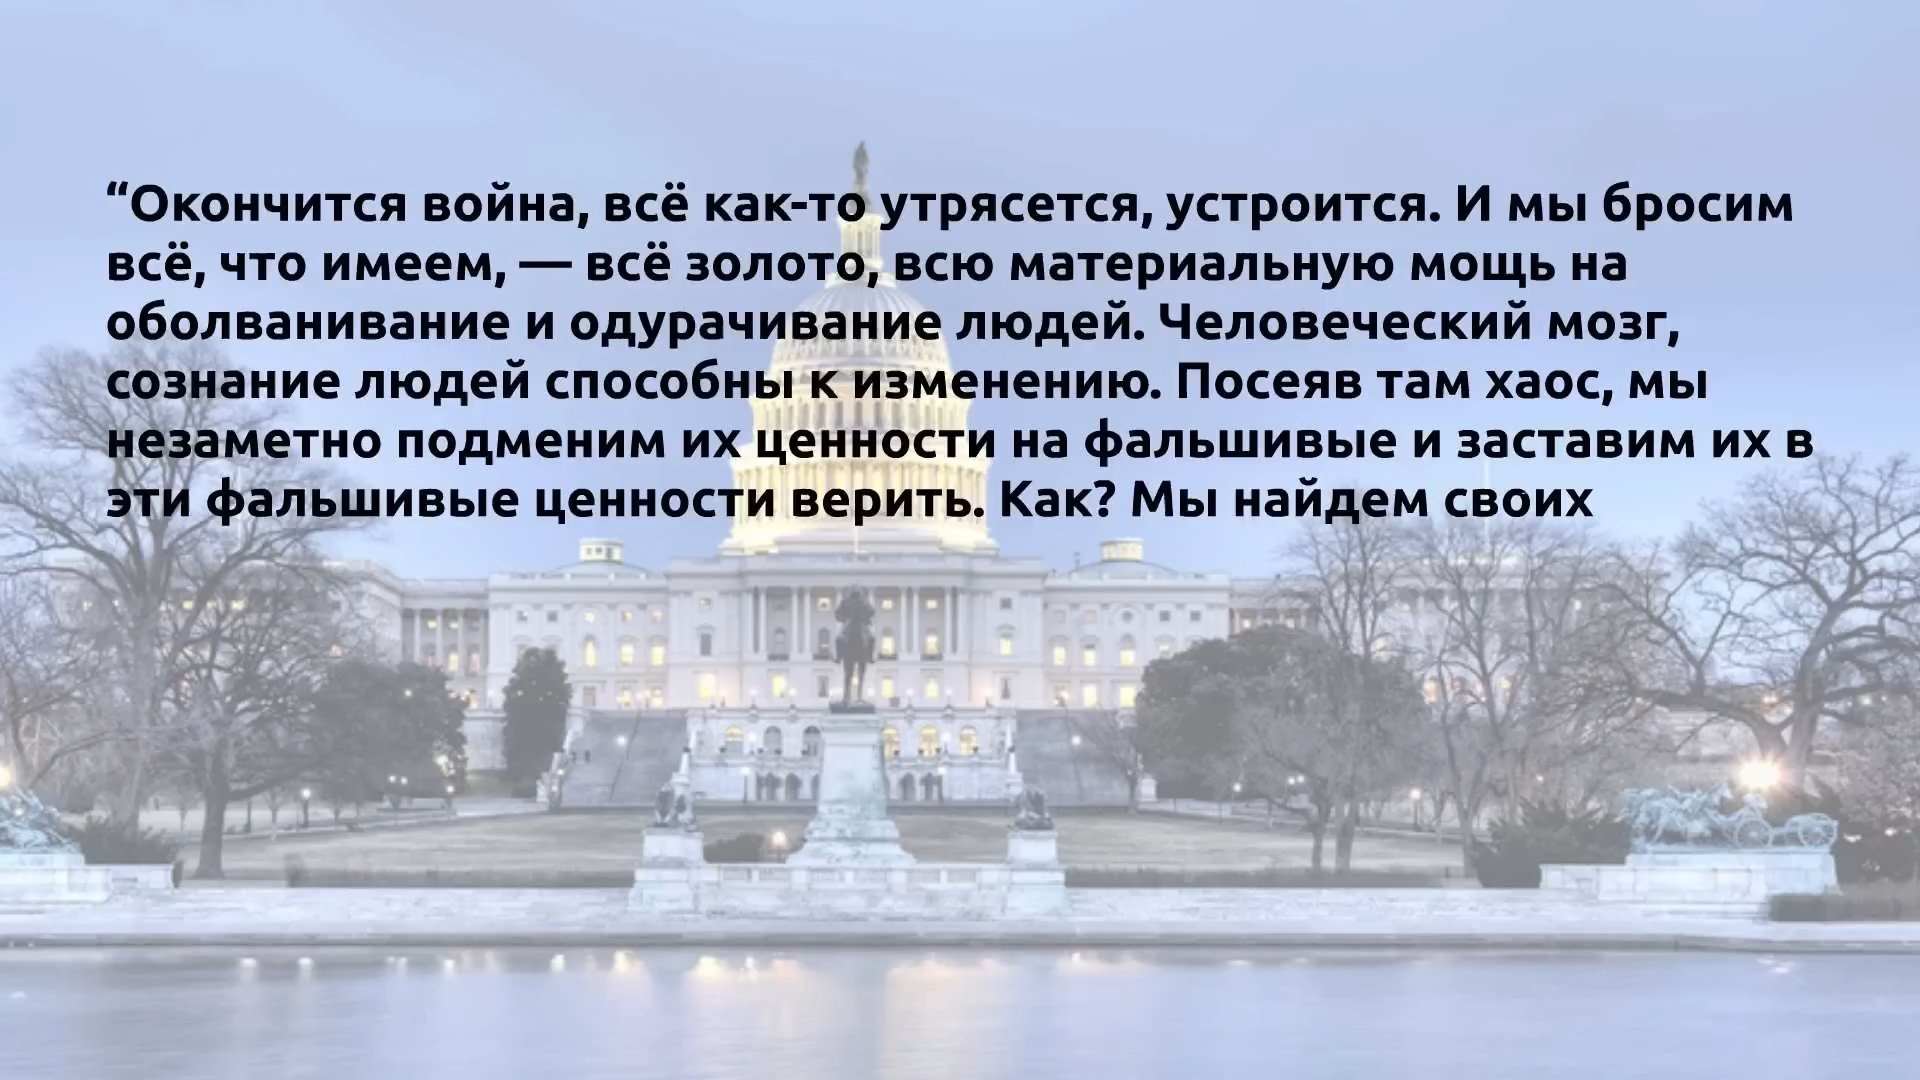 “Окончится война, всё как-то утрясется, устроится. И мы бросим
всё, что имеем, — всё золото, всю материальную мощь на
оболванивание и одурачивание людей. Человеческий мозг,
сознание людей способны к изменению. Посеяв там хаос, мы
незаметно подменим их ценности на фальшивые и заставим их в
эти фальшивые ценности верить. Как? Мы найдем своих